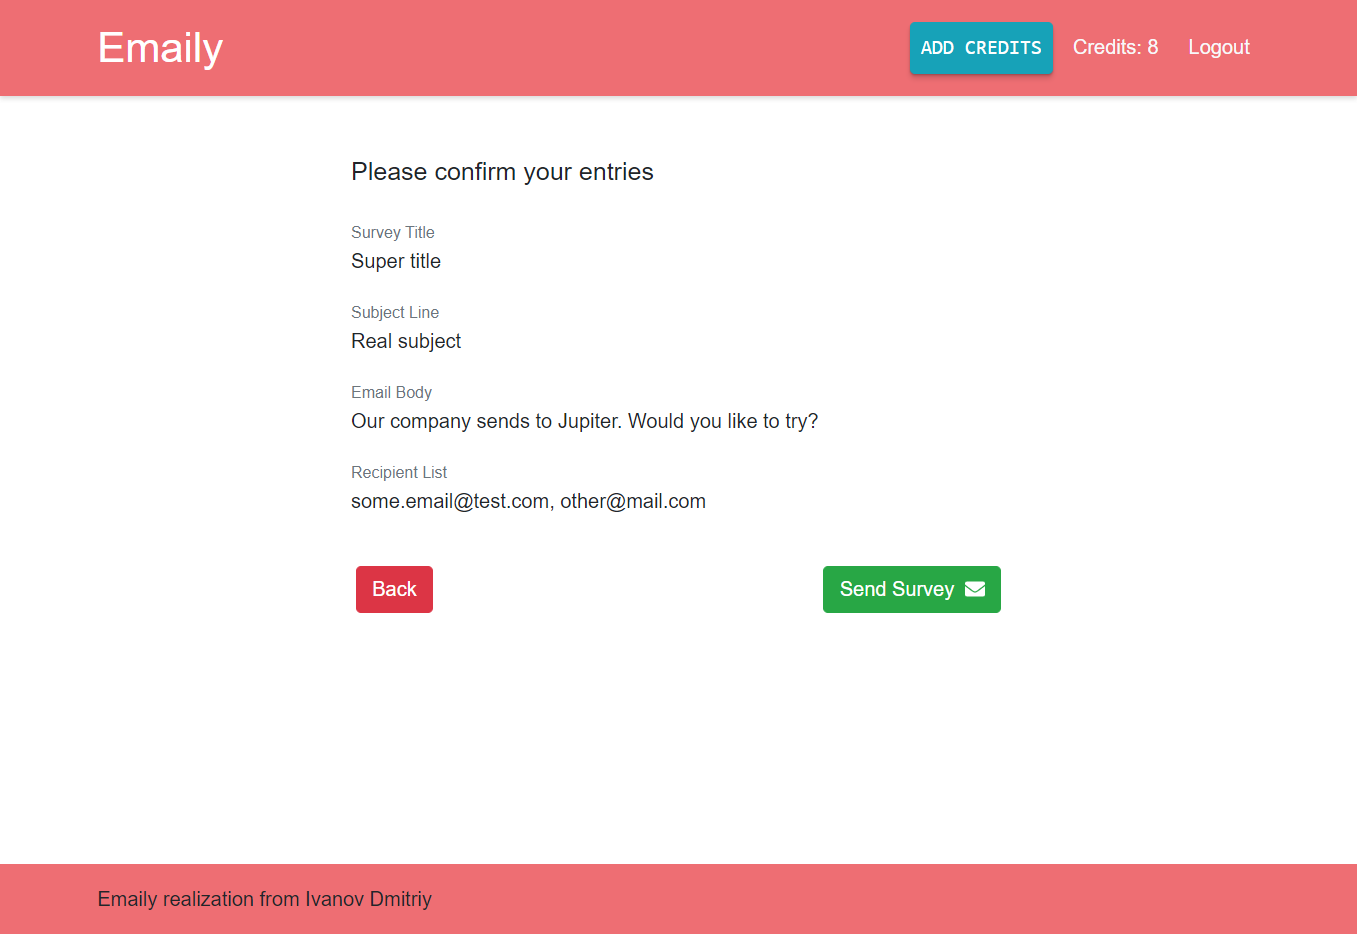 Emaily
ADD CREDITS
Credits: 8
Logout
Please confirm your entries
Survey Title
Super title
Subject Line
Real subject
Email Body
Our company sends to Jupiter. Would you like to try?
Recipient List
some.email@test.com, other@mail.com
Back
Send Survey
Emaily realization from Ivanov Dmitriy